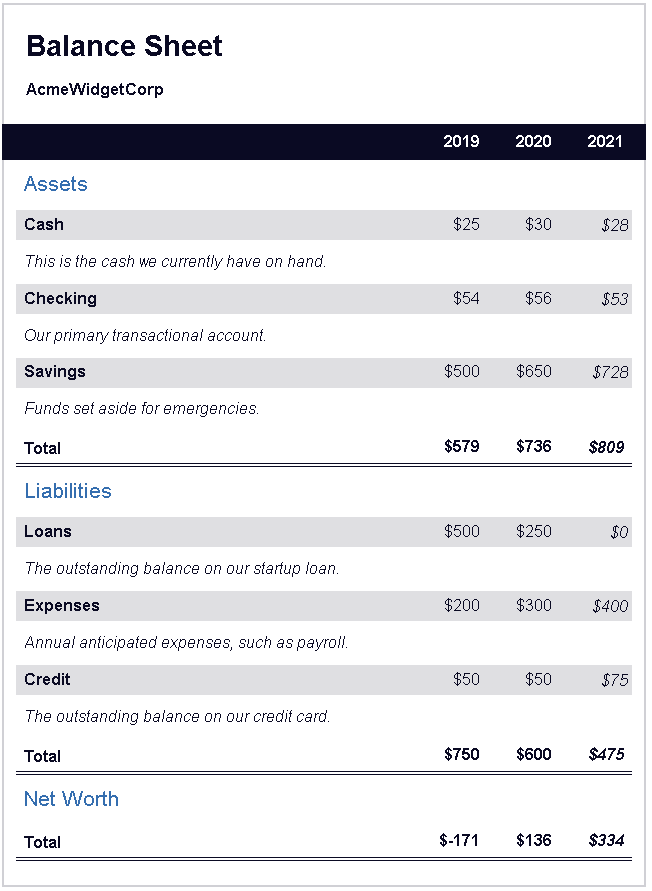 Balance Sheet
AcmeWidgetCorp
2019 2020 2021
Assets
Cash $25 $30 $28
This is the cash we currently have on hand.
Checking $54 $56 $53
Our primary transactional account.
Savings $500 $650 $728
Funds set aside for emergencies.
Total $579 $736 $809
Liabilities
Loans $500 $250 $0
The outstanding balance on our startup loan.
Expenses $200 $300 $400
Annual anticipated expenses, such as payroll.
Credit $50 $50 $75
The outstanding balance on our credit card.
Total $750 $600 $475
Net Worth
Total $-171 $136 $334